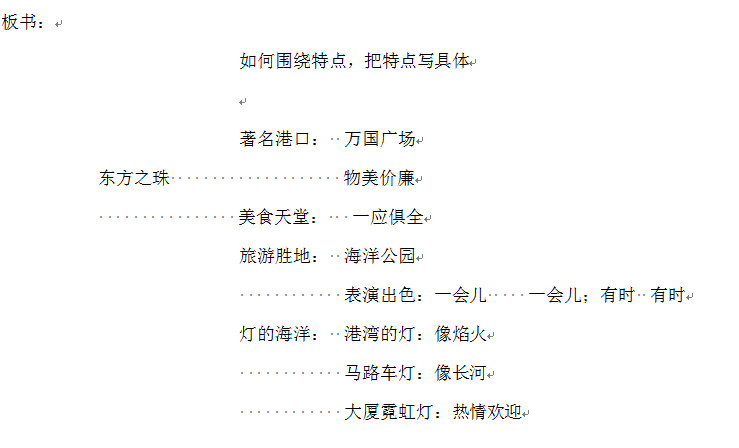 板书：
如何围绕特点，把特点写具体
著名港口： 万国广场
东方之珠 物美价廉
美食天堂： 一应俱全
旅游胜地： 海洋公园
表演出色：一会儿 一会儿；有时 有时
灯的海洋： 港湾的灯：像焰火
马路车灯：像长河
大厦霓虹灯：热情欢迎